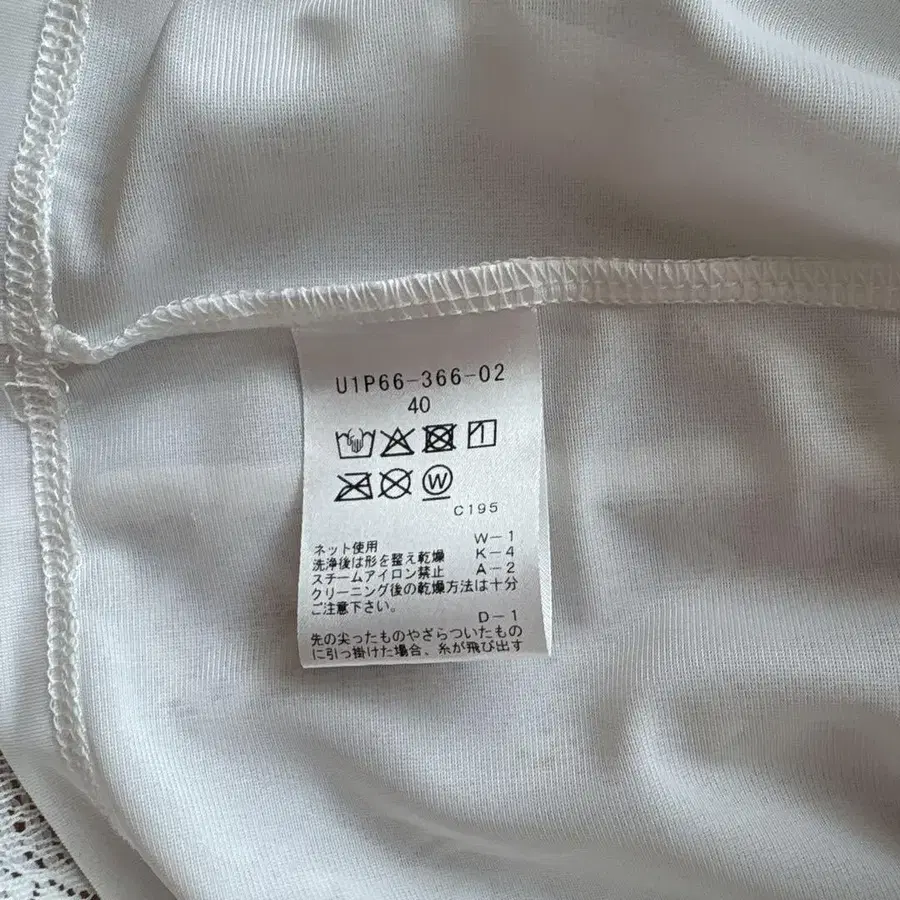 U1P66-366-02
40
W
C195
ネット使用 W-1
洗浄後は形を整え乾燥 K-4
スチームアイロン禁止 A-2
クリーニング後の乾燥方法は十分
ご注意下さい。
D-1
先の尖ったものやざらついたもの
に引っ掛けた場合、糸が飛び出す